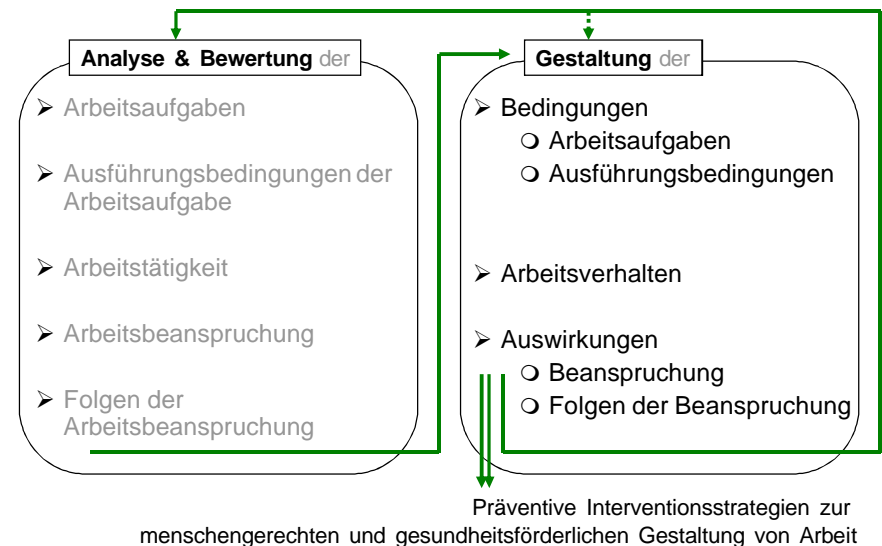 Analyse & Bewertung der
➢ Arbeitsaufgaben
➢ Ausführungsbedingungen der
Arbeitsaufgabe
➢ Arbeitstätigkeit
➢ Arbeitsbeanspruchung
➢ Folgen der
Arbeitsbeanspruchung
Gestaltung der
➢ Bedingungen
❍ Arbeitsaufgaben
❍ Ausführungsbedingungen
➢ Arbeitsverhalten
➢ Auswirkungen
❍ Beanspruchung
❍ Folgen der Beanspruchung
Präventive Interventionsstrategien zur
menschengerechten und gesundheitsförderlichen Gestaltung von Arbeit